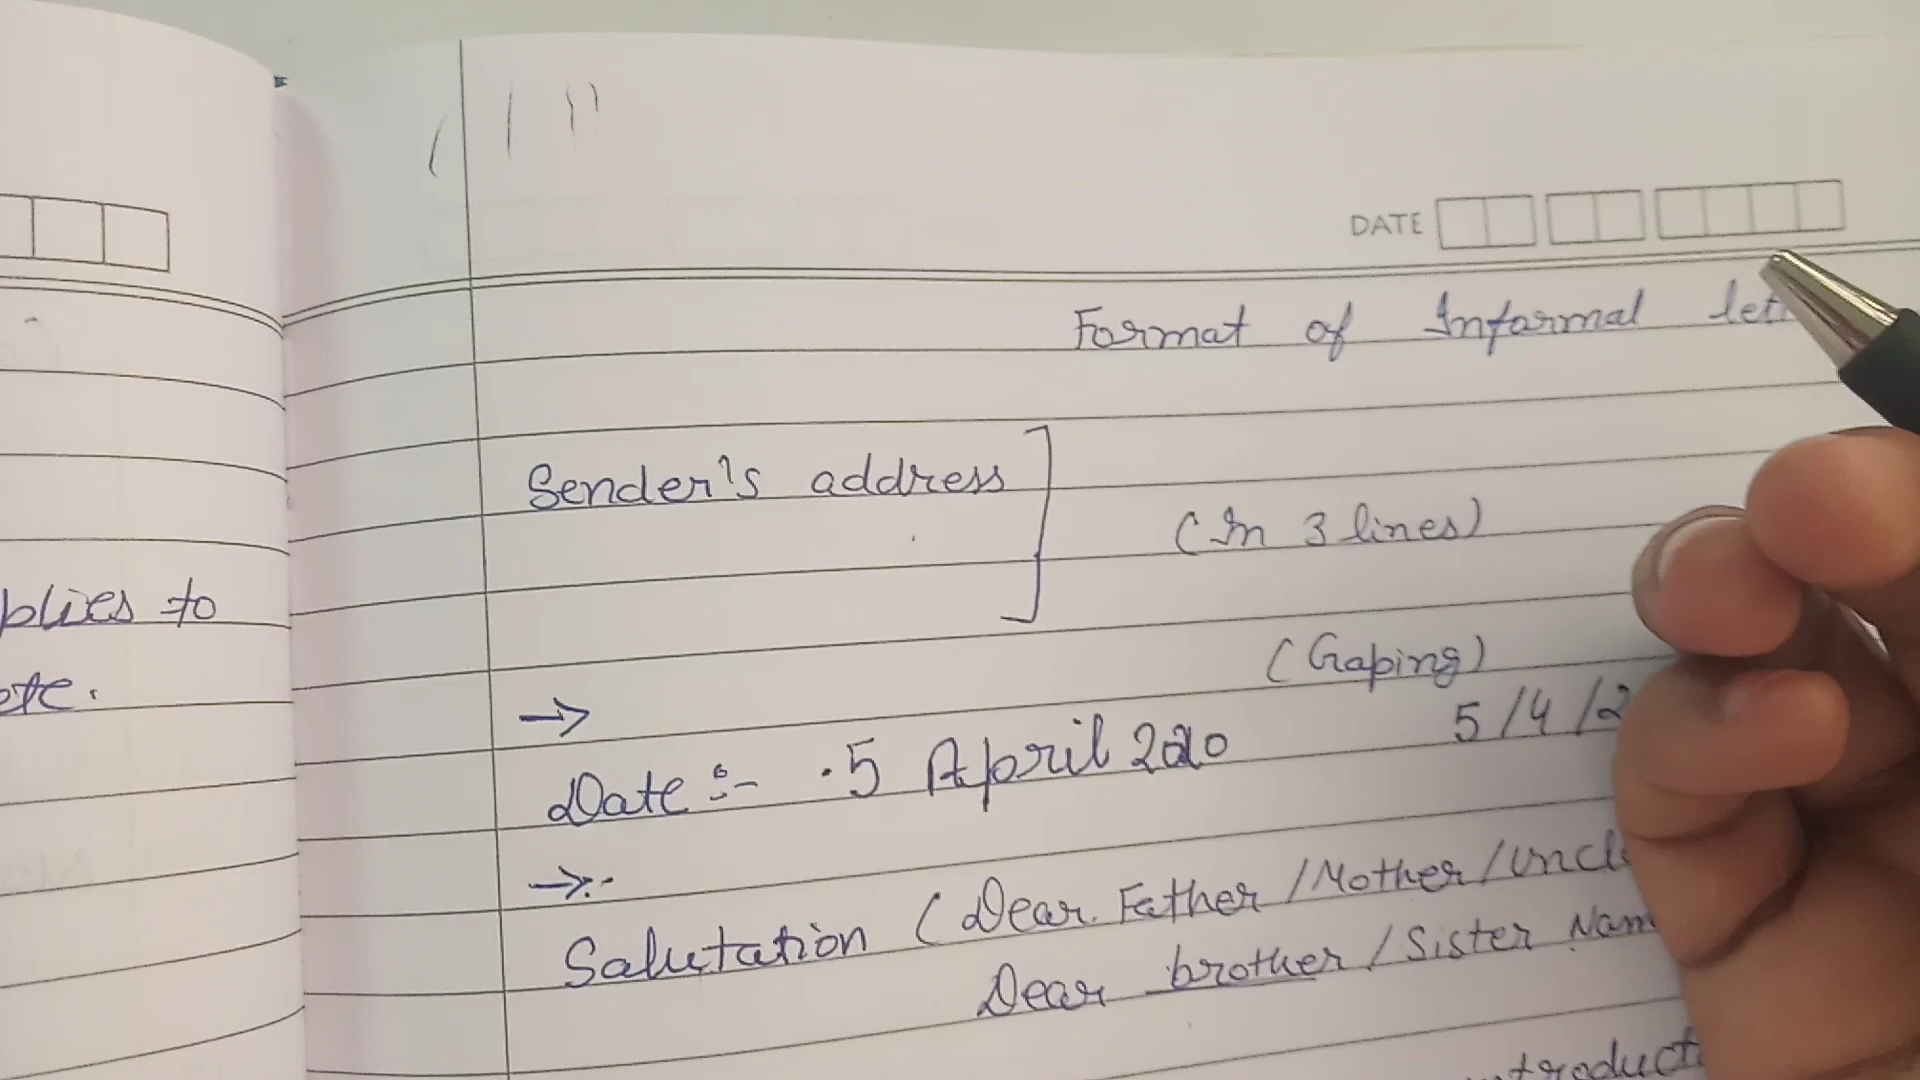 DATE
Format of Informal
Sender's address
(In 3 lines)
(Gaping)
→
5/4/2
Date :- .5 April 2020
→:-
Salutation (Dear. Father / Mother /
Dear brother / Sister
plies to